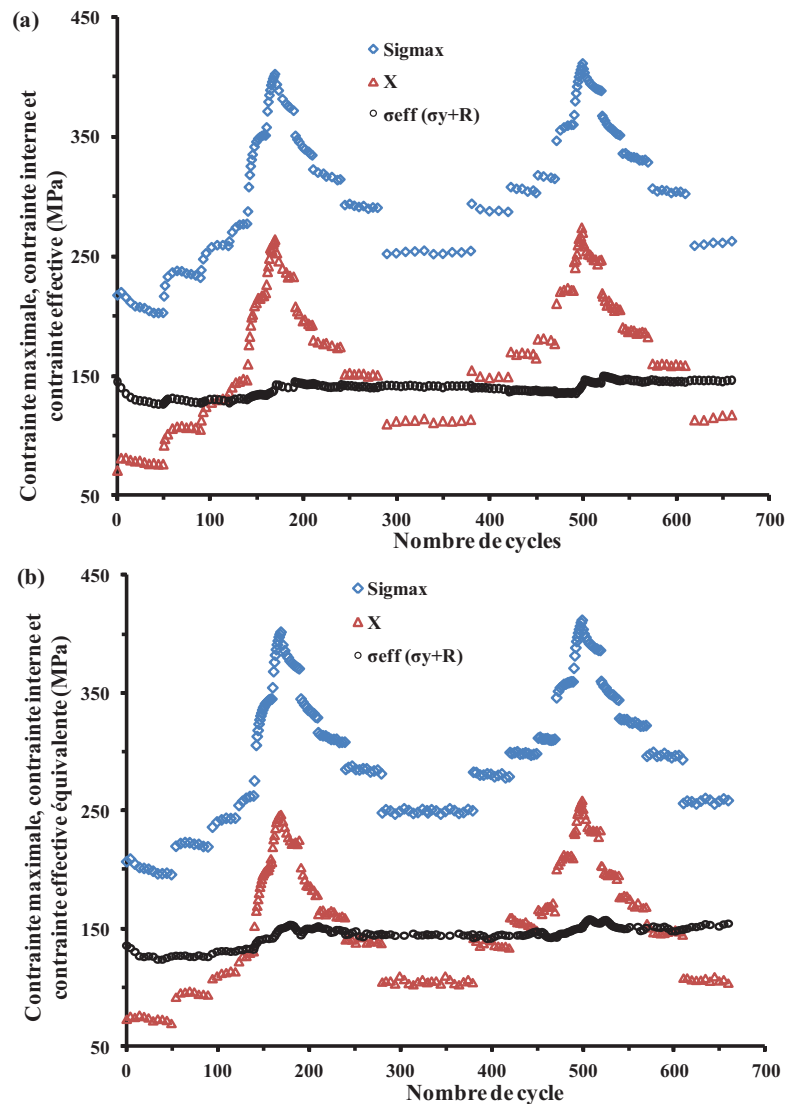 (a)
450
350
250
150
50
Contrainte maximale, contrainte interne et
contrainte effective (MPa)
Sigmax
X
σeff (σy+R)
0
100
200
300
400
500
600
700
Nombre de cycles
(b)
450
350
250
150
50
Contrainte maximale, contrainte interne et
contrainte effective équivalente (MPa)
Sigmax
X
σeff (σy+R)
0
100
200
300
400
500
600
700
Nombre de cycle